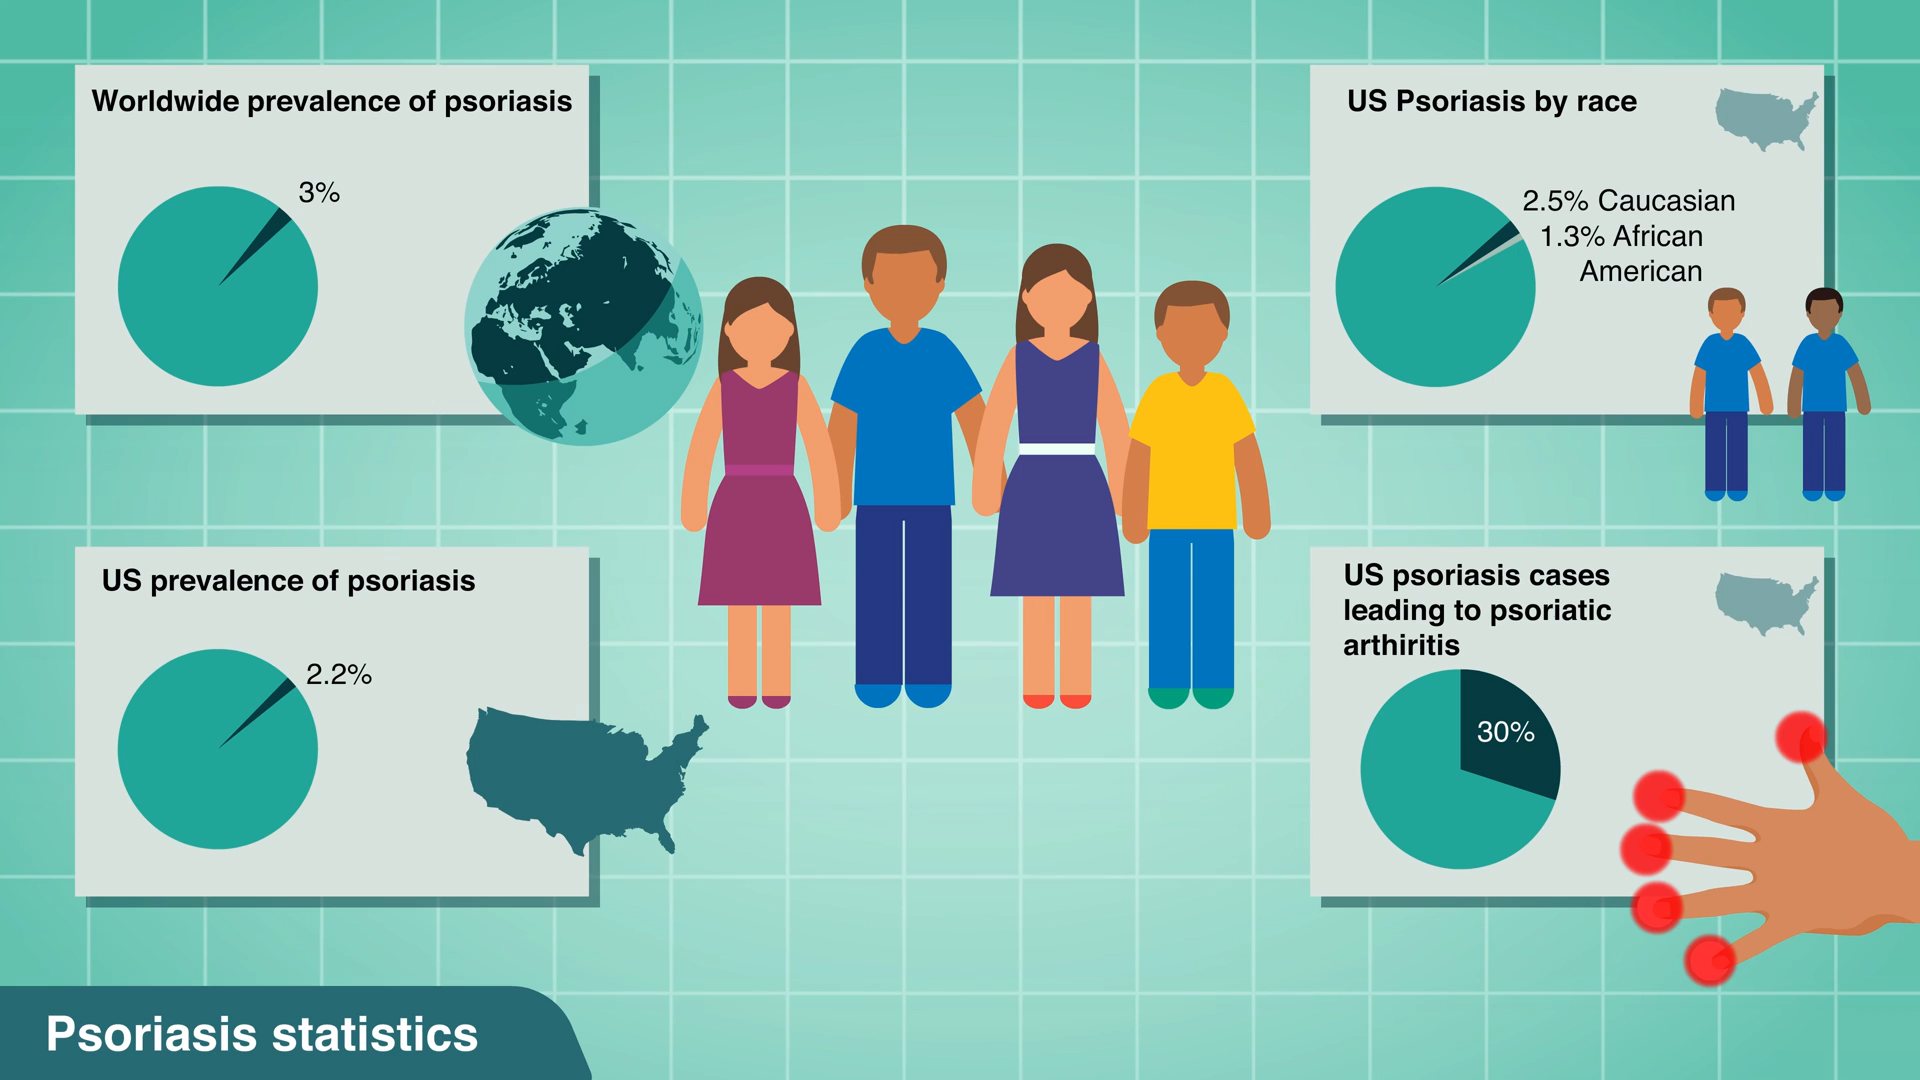 Worldwide prevalence of psoriasis
3%
US prevalence of psoriasis
2.2%
US Psoriasis by race
2.5% Caucasian
1.3% African
American
US psoriasis cases
leading to psoriatic
arthiritis
30%
Psoriasis statistics